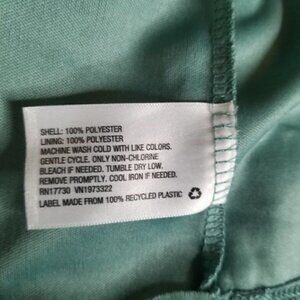 SHELL: 100% POLYESTER
LINING: 100% POLYESTER
MACHINE WASH COLD WITH LIKE COLORS.
GENTLE CYCLE. ONLY NON-CHLORINE
BLEACH IF NEEDED. TUMBLE DRY LOW.
REMOVE PROMPTLY. COOL IRON IF NEEDED.
RN17730 VN1973322
LABEL MADE FROM 100% RECYCLED PLASTIC